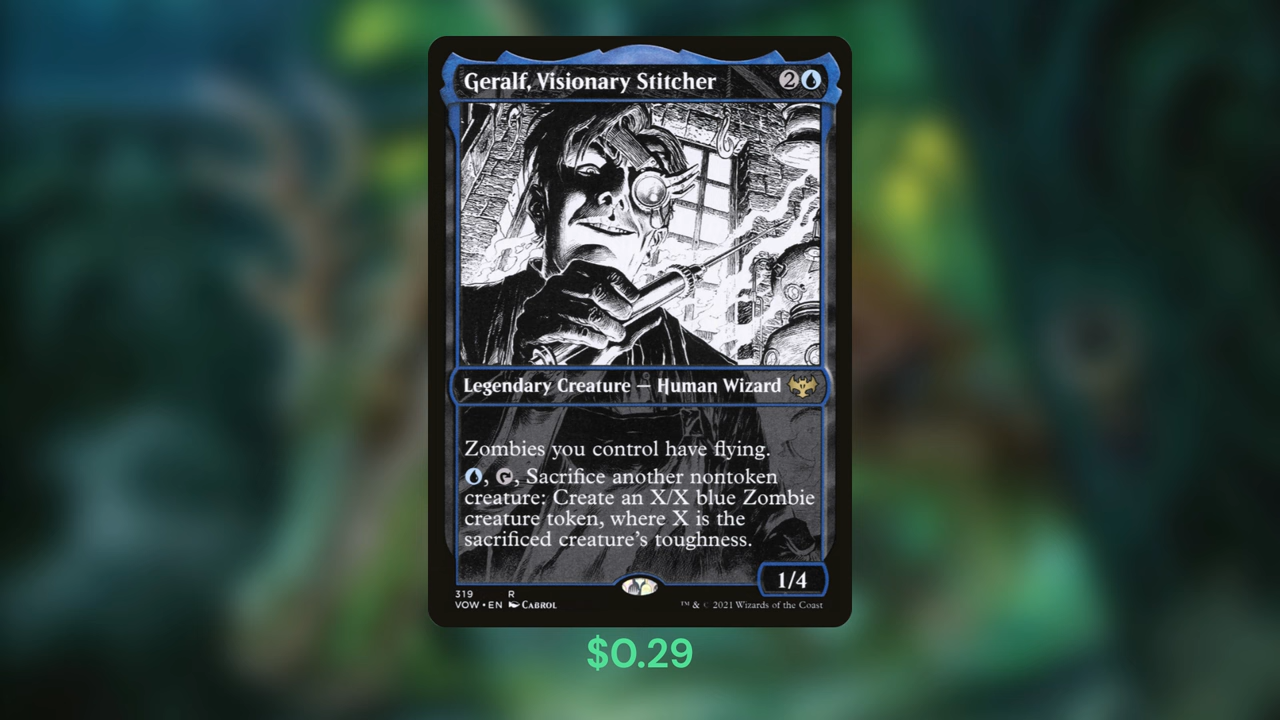 Geralf, Visionary Stitcher 2
Legendary Creature — Human Wizard
Zombies you control have flying.
, , Sacrifice another nontoken
creature: Create an X/X blue Zombie
creature token, where X is the
sacrificed creature's toughness.
1/4
319 R
VOW • EN CABROL
™ & © 2021 Wizards of the Coast
$0.29